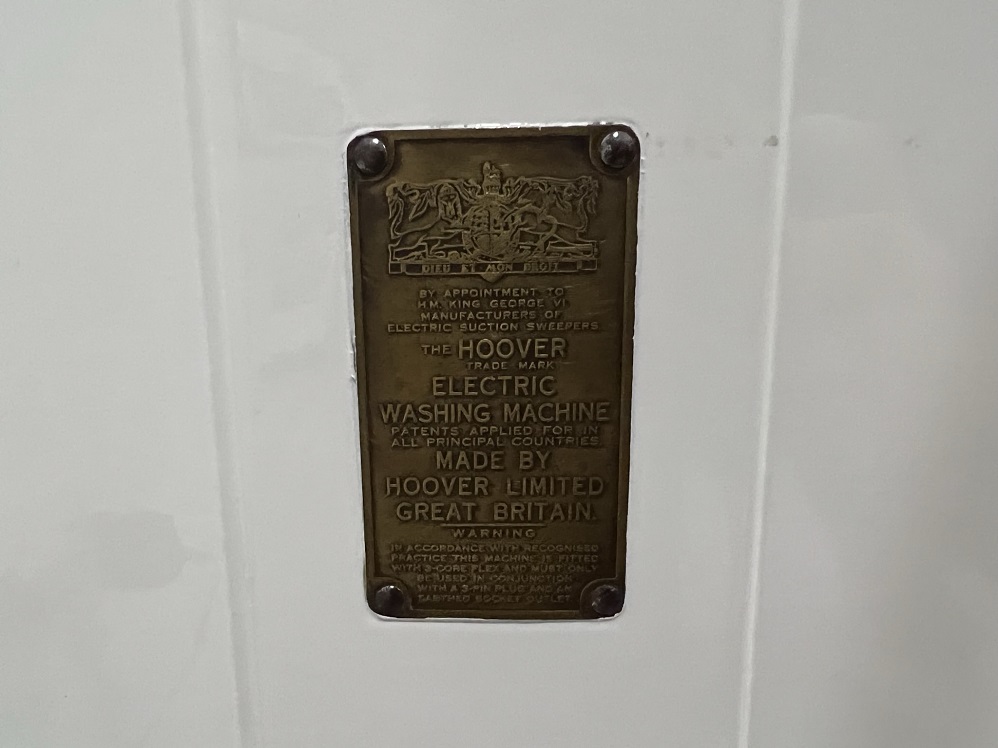 DIEU ET MON DROIT
BY APPOINTMENT TO
H.M. KING GEORGE VI
MANUFACTURERS OF
ELECTRIC SUCTION SWEEPERS
THE HOOVER
TRADE MARK
ELECTRIC
WASHING MACHINE
PATENTS APPLIED FOR IN
ALL PRINCIPAL COUNTRIES.
MADE BY
HOOVER LIMITED
GREAT BRITAIN.
WARNING
IN ACCORDANCE WITH RECOGNISED
PRACTICE THIS MACHINE IS FITTED
WITH 3-CORE FLEX AND MUST ONLY
BE USED IN CONJUNCTION
WITH A 3-PIN PLUG AND AN
EARTHED SOCKET OUTLET